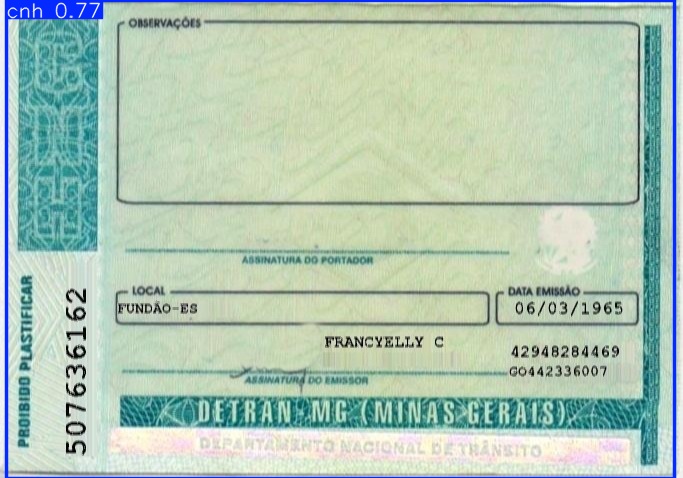 cnh 0.77
OBSERVAÇÕES
ASSINATURA DO PORTADOR
LOCAL
FUNDÃO-ES
DATA EMISSÃO
06/03/1965
FRANCYELLY C
42948284469
GO442336007
ASSINATURA DO EMISSOR
DETRAN-MG (MINAS GERAIS)
DEPARTAMENTO NACIONAL DE TRÂNSITO
PROIBIDO PLASTIFICAR
507636162